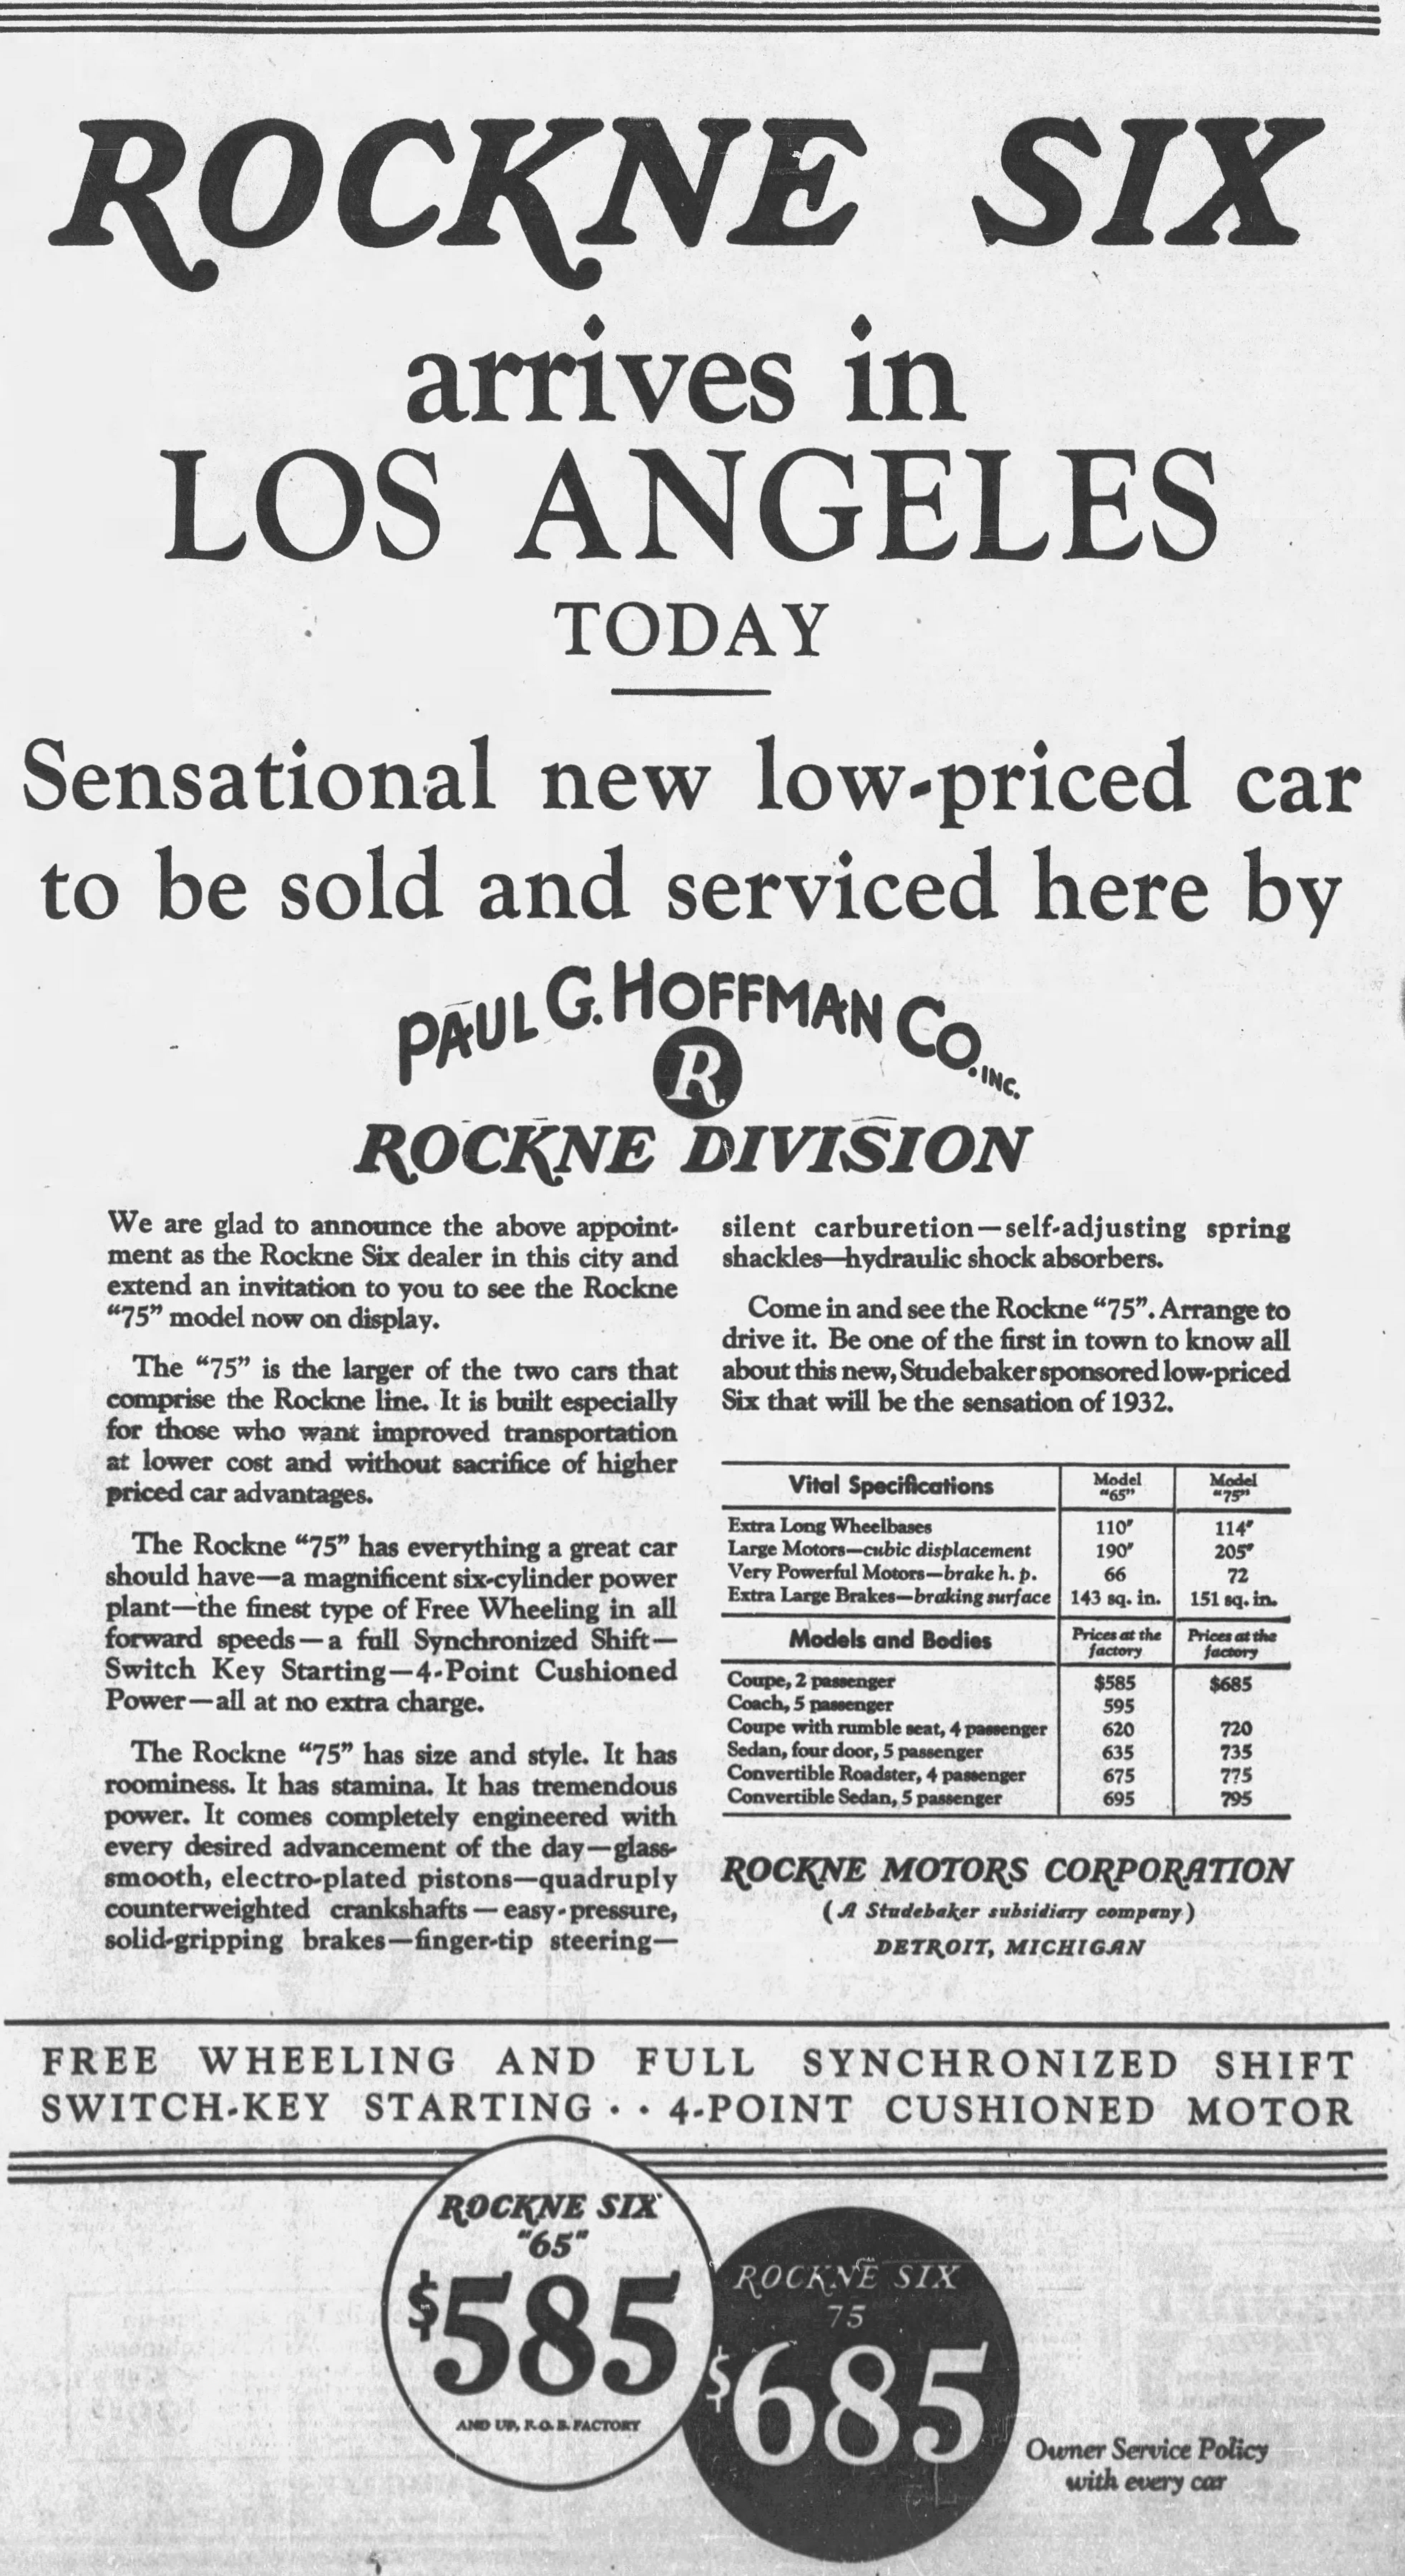 ROCKNE SIX
arrives in
LOS ANGELES
TODAY
Sensational new low-priced car
to be sold and serviced here by
PAUL G. HOFFMAN CO. INC.
R
ROCKNE DIVISION
We are glad to announce the above appoint-
ment as the Rockne Six dealer in this city and
extend an invitation to you to see the Rockne
“75” model now on display.
The “75” is the larger of the two cars that
comprise the Rockne line. It is built especially
for those who want improved transportation
at lower cost and without sacrifice of higher
priced car advantages.
The Rockne “75” has everything a great car
should have—a magnificent six-cylinder power
plant—the finest type of Free Wheeling in all
forward speeds—a full Synchronized Shift—
Switch Key Starting—4-Point Cushioned
Power—all at no extra charge.
The Rockne “75” has size and style. It has
roominess. It has stamina. It has tremendous
power. It comes completely engineered with
every desired advancement of the day—glass-
smooth, electro-plated pistons—quadruply
counterweighted crankshafts—easy-pressure,
solid-gripping brakes—finger-tip steering—
silent carburetion—self-adjusting spring
shackles—hydraulic shock absorbers.
Come in and see the Rockne “75”. Arrange to
drive it. Be one of the first in town to know all
about this new, Studebaker sponsored low-priced
Six that will be the sensation of 1932.
Vital Specifications Model “65” Model “75”
Extra Long Wheelbases 110″ 114″
Large Motors—cubic displacement 190″ 205″
Very Powerful Motors—brake h. p. 66 72
Extra Large Brakes—braking surface 143 sq. in. 151 sq. in.
Models and Bodies Prices at the factory Prices at the factory
Coupe, 2 passenger $585 $685
Coach, 5 passenger 595
Coupe with rumble seat, 4 passenger 620 720
Sedan, four door, 5 passenger 635 735
Convertible Roadster, 4 passenger 675 775
Convertible Sedan, 5 passenger 695 795
ROCKNE MOTORS CORPORATION
(A Studebaker subsidiary company)
DETROIT, MICHIGAN
FREE WHEELING AND FULL SYNCHRONIZED SHIFT
SWITCH-KEY STARTING · · 4-POINT CUSHIONED MOTOR
ROCKNE SIX
"65"
$585
AND UP, F. O. B. FACTORY
ROCKNE SIX
75
$685
Owner Service Policy
with every car